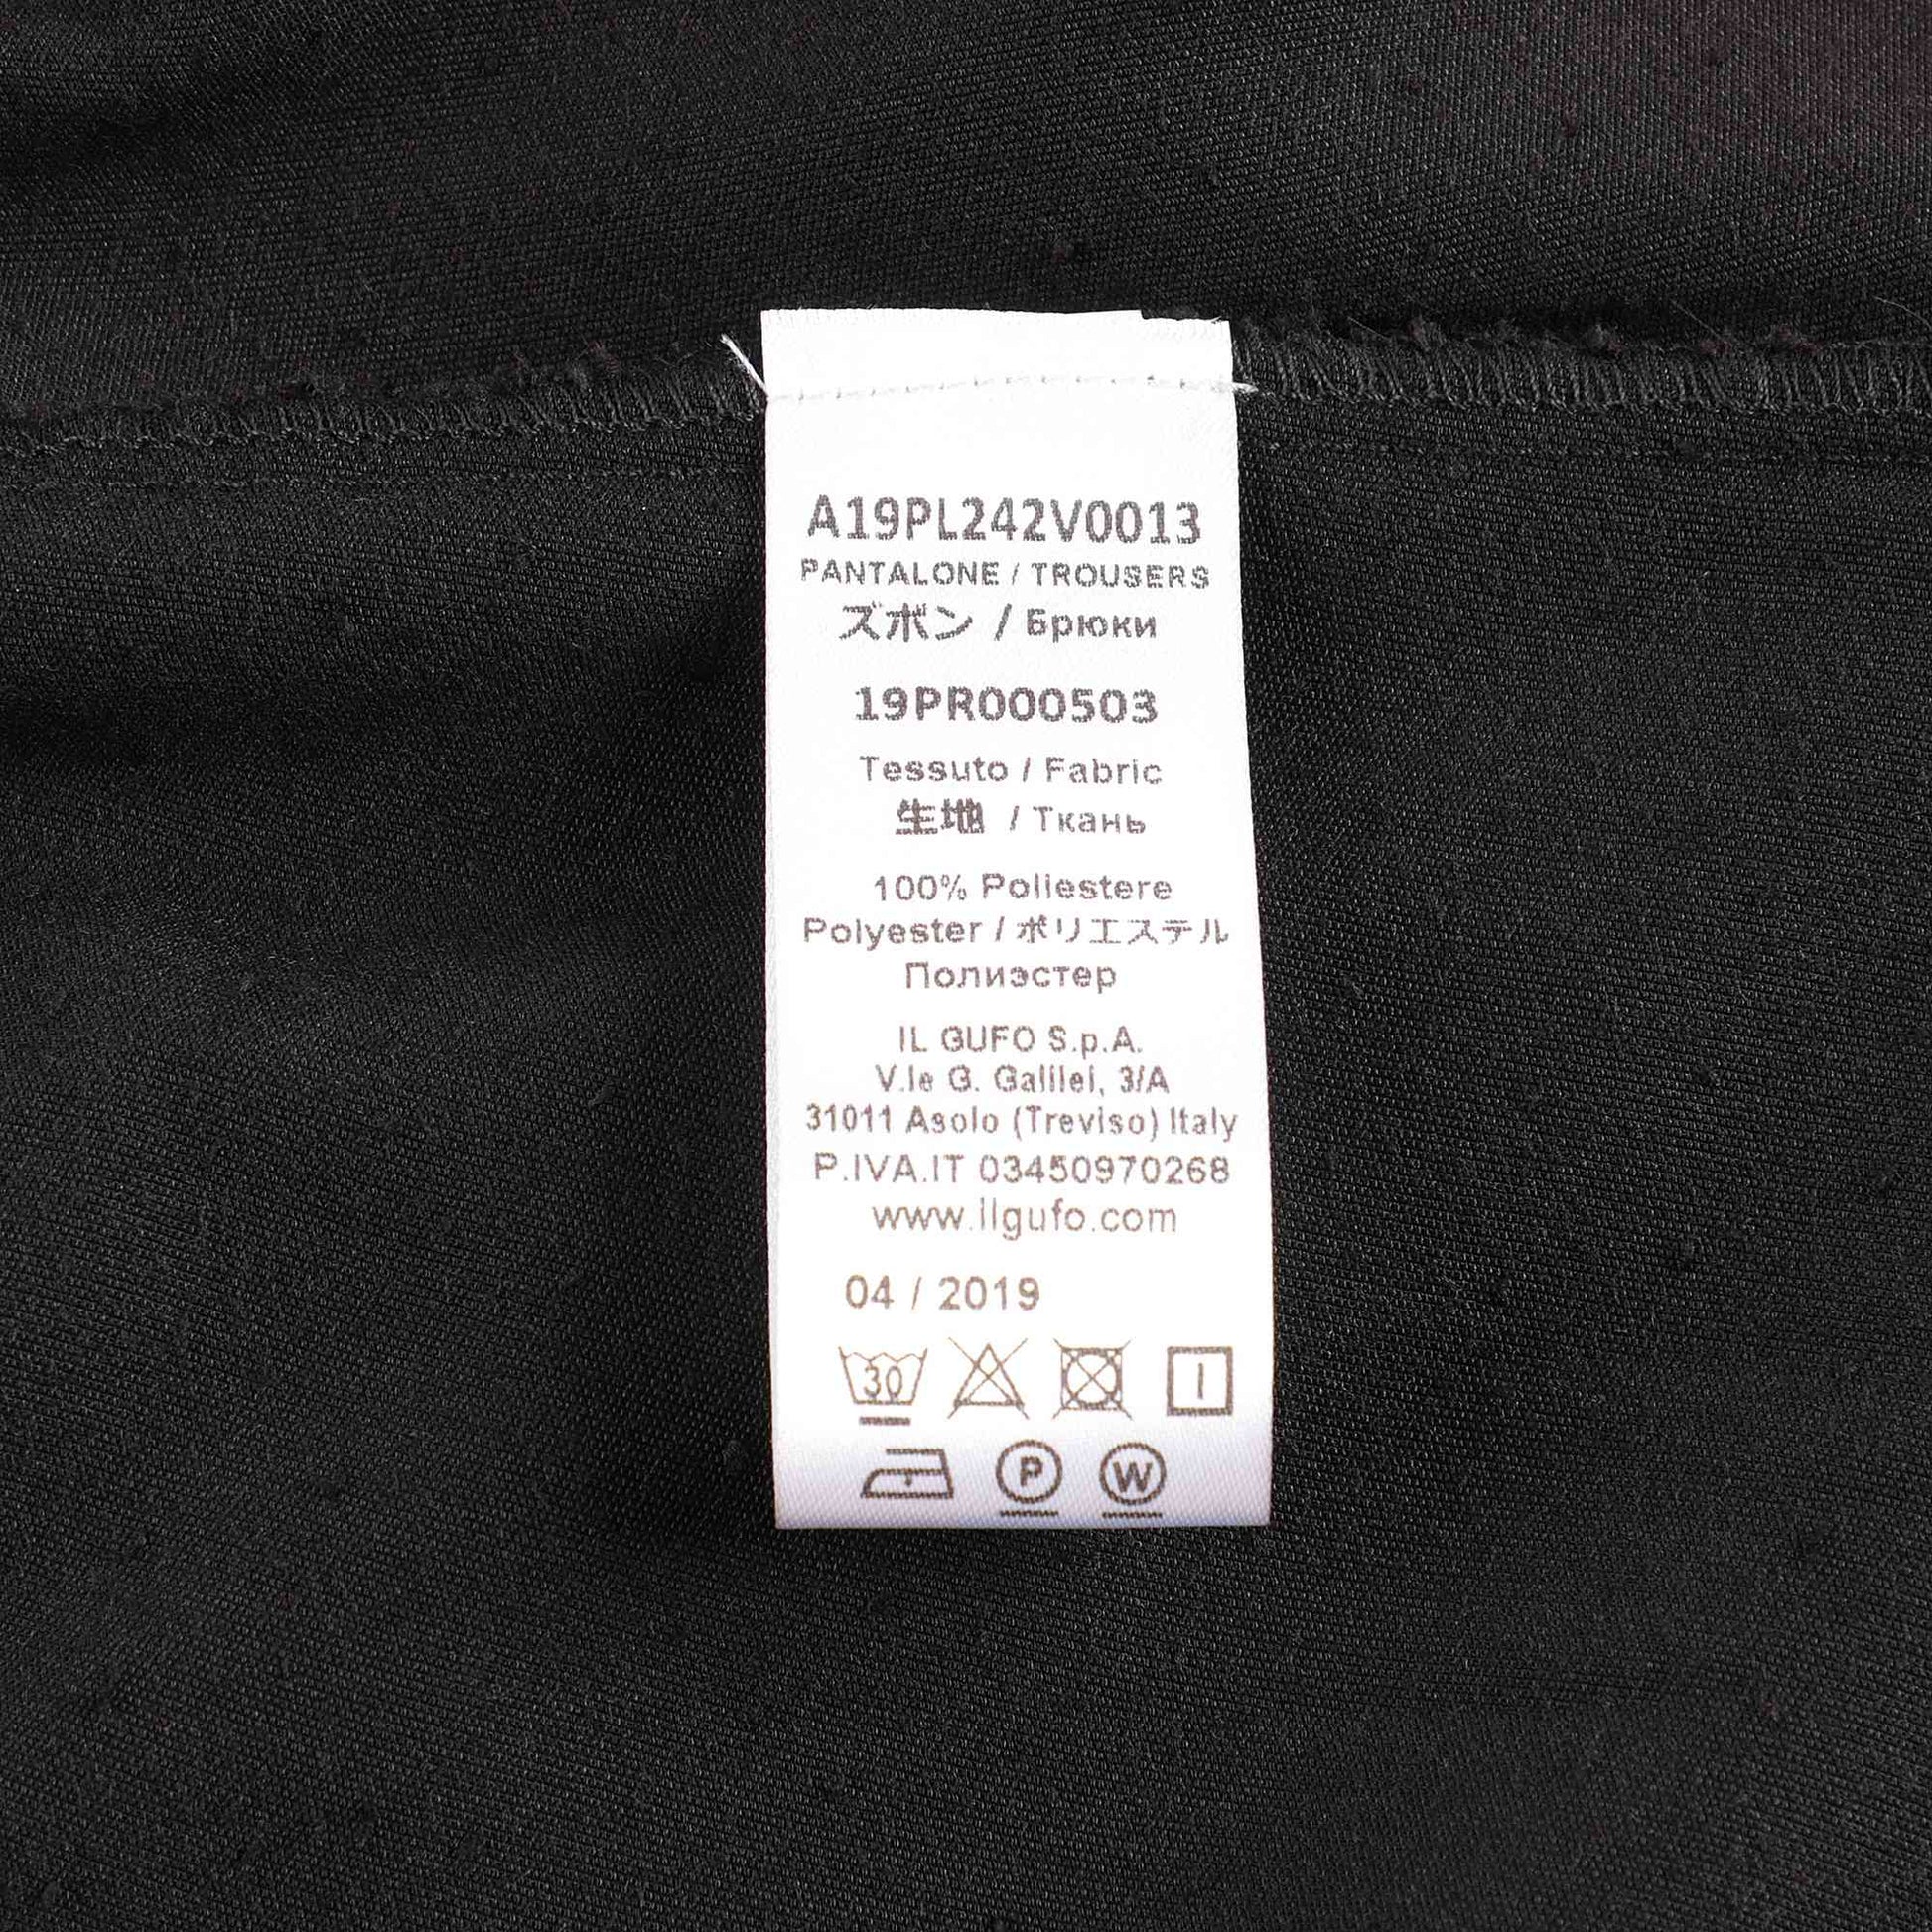 A19PL242V0013
PANTALONE / TROUSERS
ズボン / Брюки
19PR000503
Tessuto / Fabric
生地 / Ткань
100% Poliestere
Polyester / ポリエステル
Полиэстер
IL GUFO S.p.A.
V.le G. Galilei, 3/A
31011 Asolo (Treviso) Italy
P.IVA.IT 03450970268
www.ilgufo.com
04 / 2019
30
P W